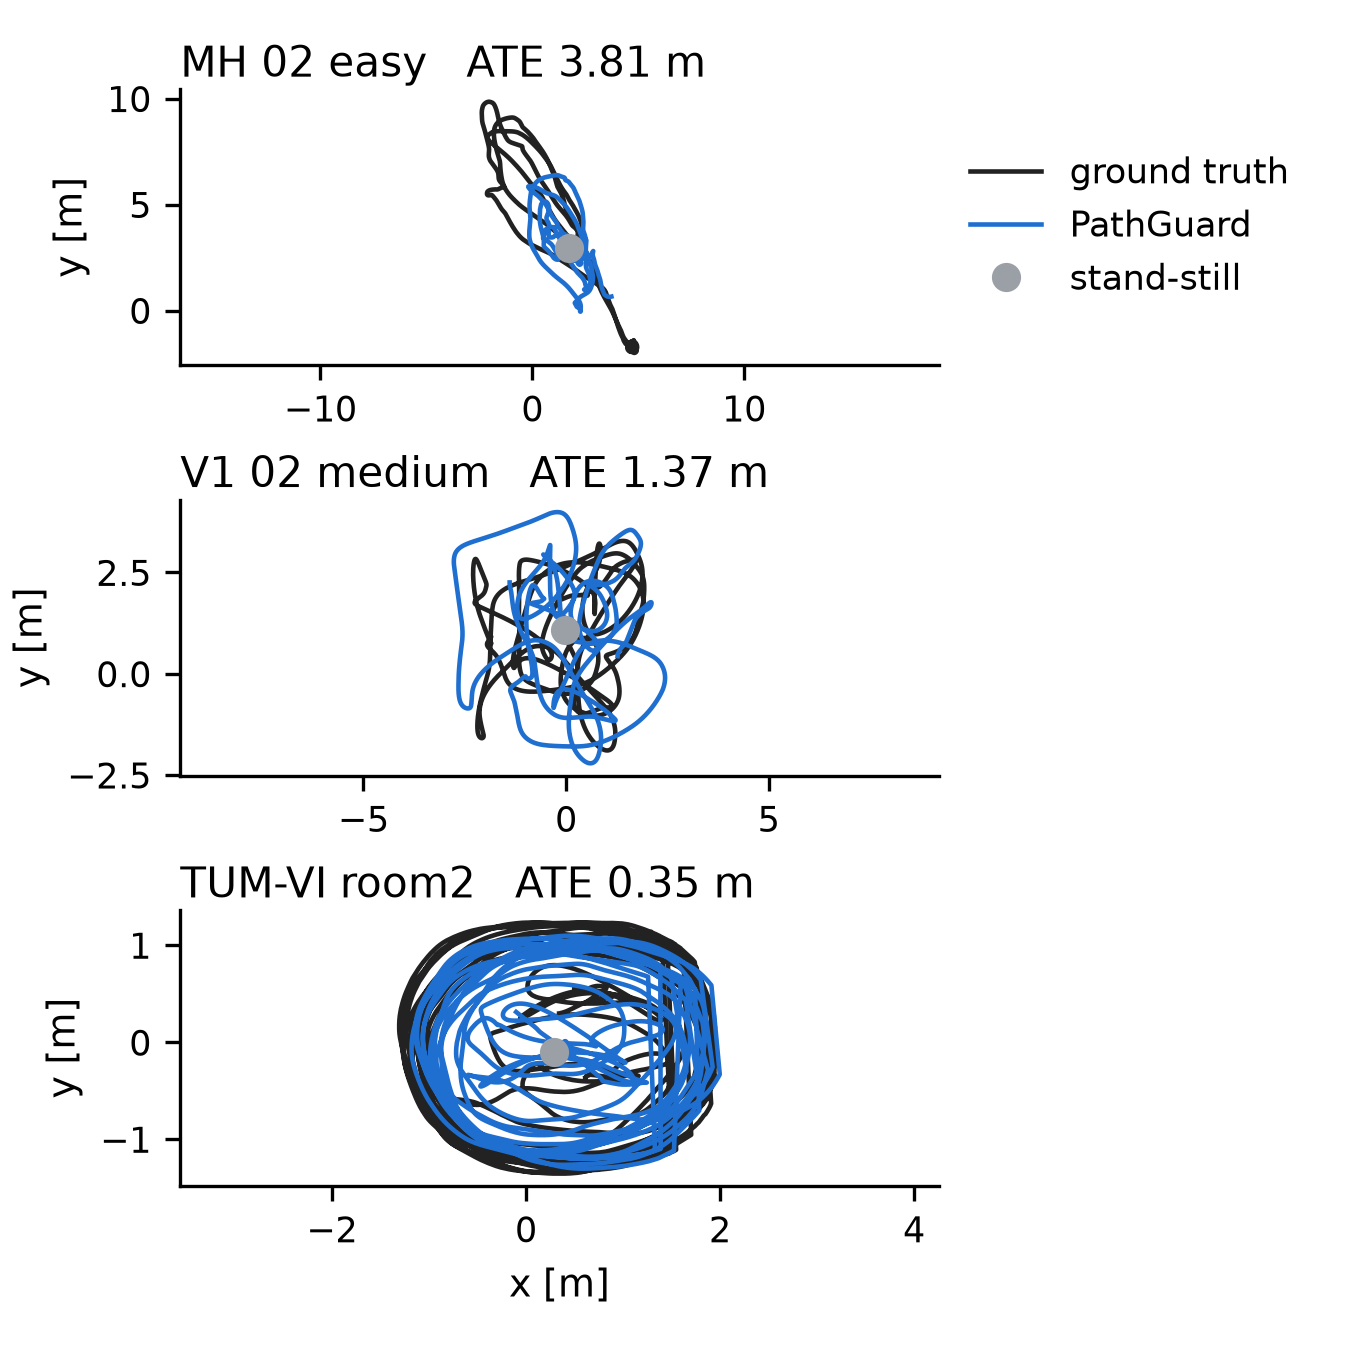 MH 02 easy   ATE 3.81 m
10
5
0
y [m]
−10
0
10
ground truth
PathGuard
stand-still
V1 02 medium   ATE 1.37 m
2.5
0.0
−2.5
y [m]
−5
0
5
TUM-VI room2   ATE 0.35 m
1
0
−1
y [m]
−2
0
2
4
x [m]